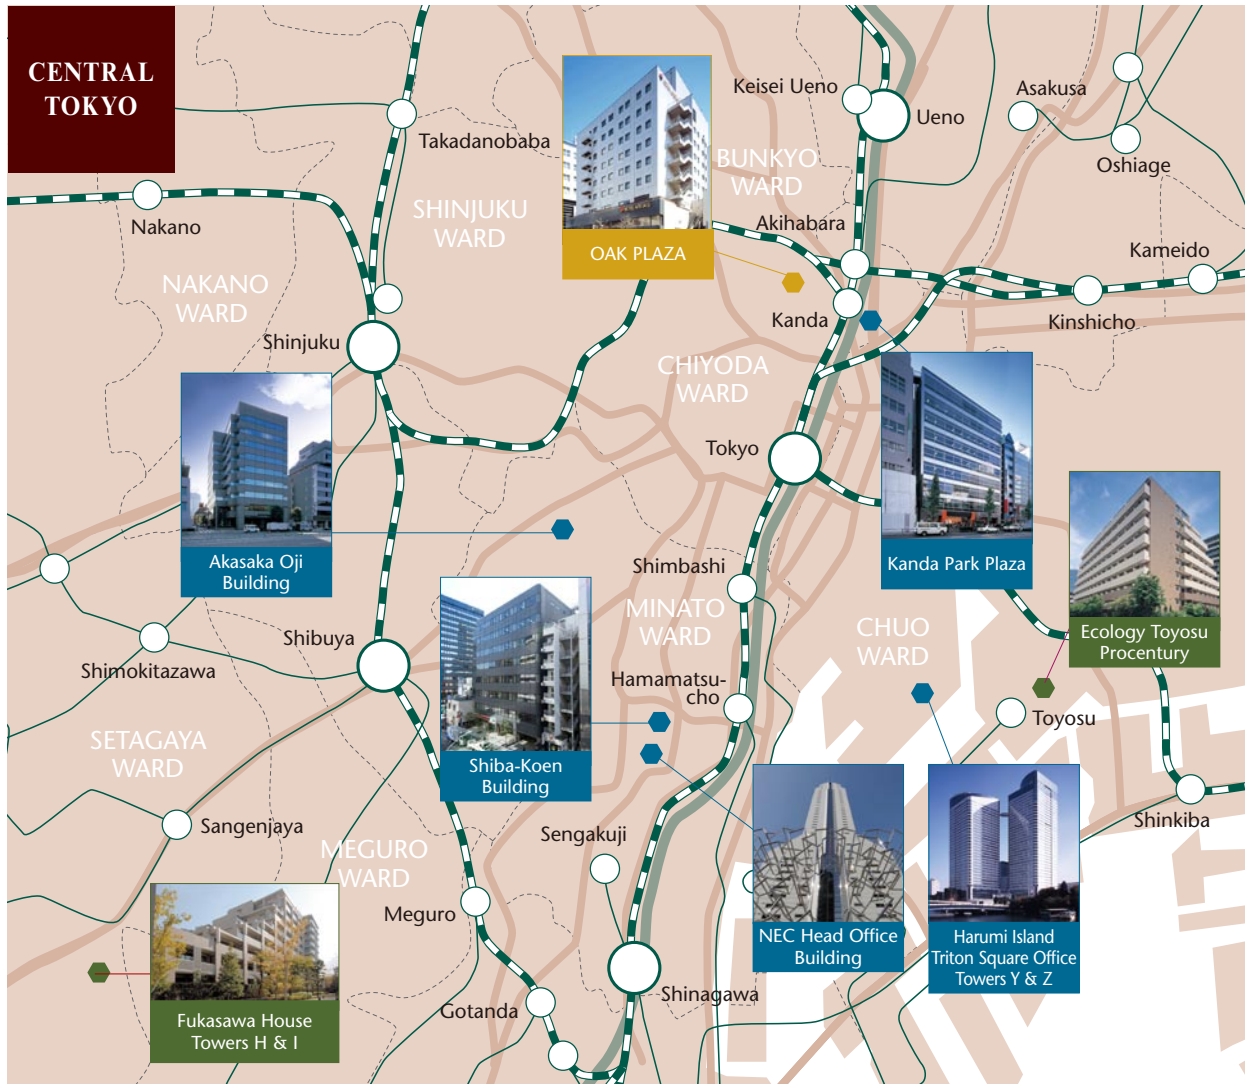 CENTRAL
TOKYO
Keisei Ueno
Ueno
Asakusa
Oshiage
Takadanobaba
BUNKYO
WARD
SHINJUKU
WARD
Nakano
Akihabara
Kameido
OAK PLAZA
NAKANO
WARD
Kanda
Kinshicho
Shinjuku
CHIYODA
WARD
Tokyo
Akasaka Oji
Building
Kanda Park Plaza
Shimbashi
MINATO
WARD
CHUO
WARD
Ecology Toyosu
Procentury
Shibuya
Shimokitazawa
Hamamatsu-
cho
Toyosu
SETAGAYA
WARD
Shiba-Koen
Building
Sangenjaya
Sengakuji
Shinkiba
MEGURO
WARD
Meguro
NEC Head Office
Building
Harumi Island
Triton Square Office
Towers Y & Z
Shinagawa
Gotanda
Fukasawa House
Towers H & I